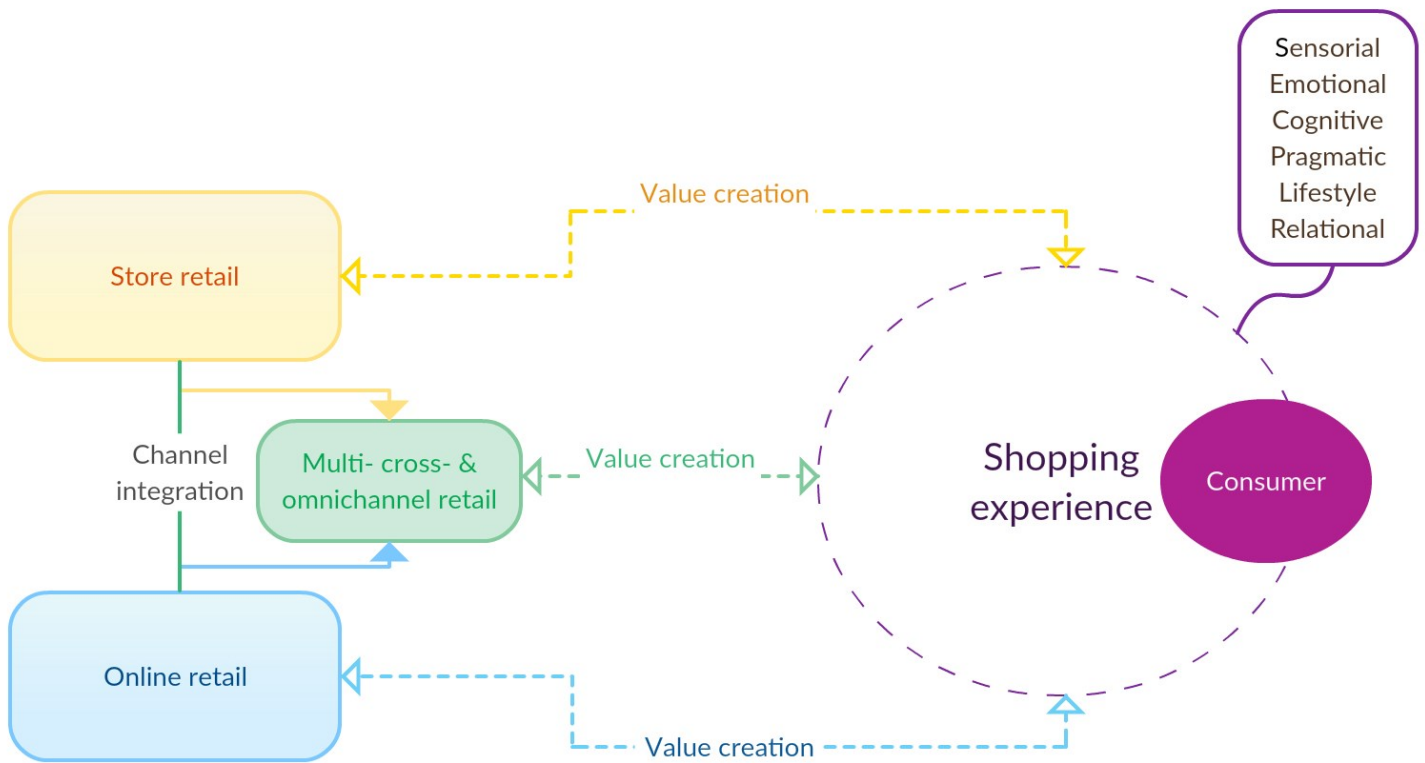 Sensorial
Emotional
Cognitive
Pragmatic
Lifestyle
Relational
Value creation
Store retail
Channel
integration
Multi- cross- &
omnichannel retail
Value creation
Shopping
experience
Consumer
Online retail
Value creation